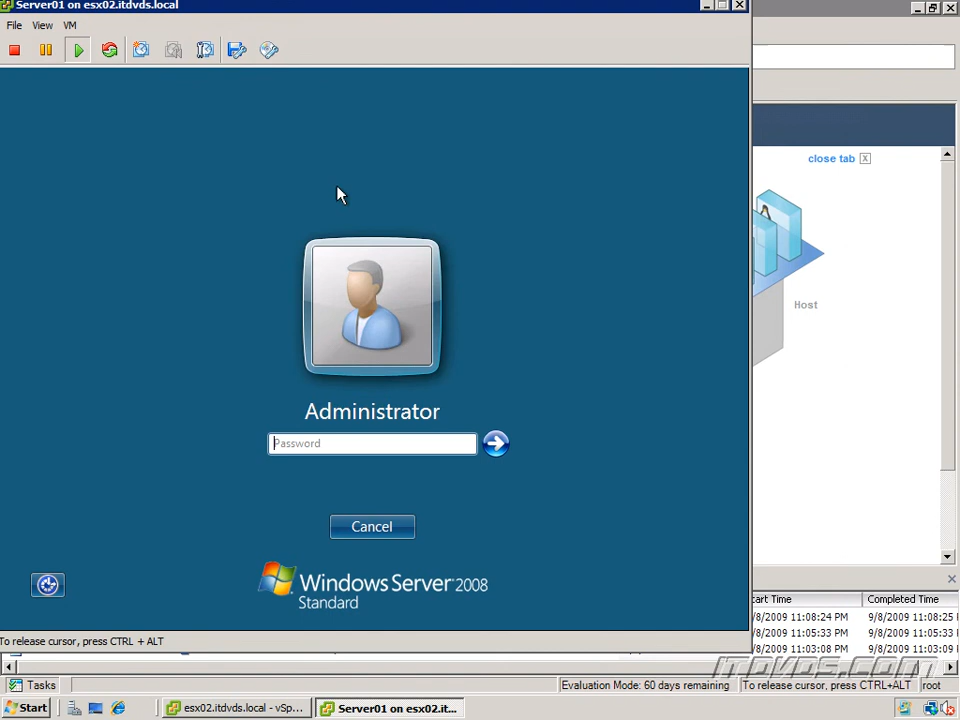 Server01 on esx02.itdvds.local
File View VM
close tab X
Host
Administrator
Password
Cancel
Windows Server 2008
Standard
To release cursor, press CTRL + ALT
art Time Completed Time
/8/2009 11:08:24 PM 9/8/2009 11:08:25
/8/2009 11:05:33 PM 9/8/2009 11:05:33
/8/2009 11:03:08 PM 9/8/2009 11:03:09
ITDVDS.COM
Tasks Evaluation Mode: 60 days remaining To release cursor, press CTRL+ALT root
Start esx02.itdvds.local - vSp... Server01 on esx02.it...